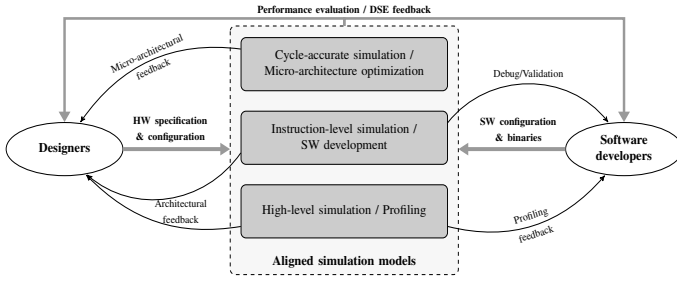 Performance evaluation / DSE feedback
Micro-architectural
feedback
Cycle-accurate simulation /
Micro-architecture optimization
Debug/Validation
HW specification
& configuration
Instruction-level simulation /
SW development
SW configuration
& binaries
Designers
Software
developers
Architectural
feedback
High-level simulation / Profiling
Profiling
feedback
Aligned simulation models